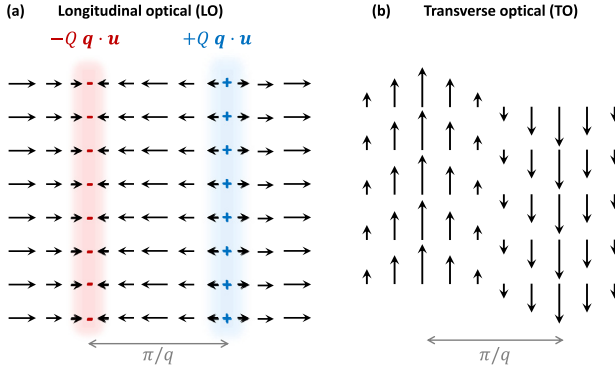 (a) Longitudinal optical (LO)
−Q q · u +Q q · u
- +
- +
- +
- +
- +
- +
- +
- +
π/q
(b) Transverse optical (TO)
π/q